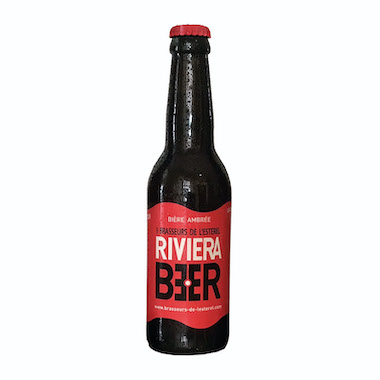 BIÈRE AMBRÉE
BRASSEURS DE L'ESTEREL
RIVIERA
BEER
www.brasseurs-de-lesterel.com